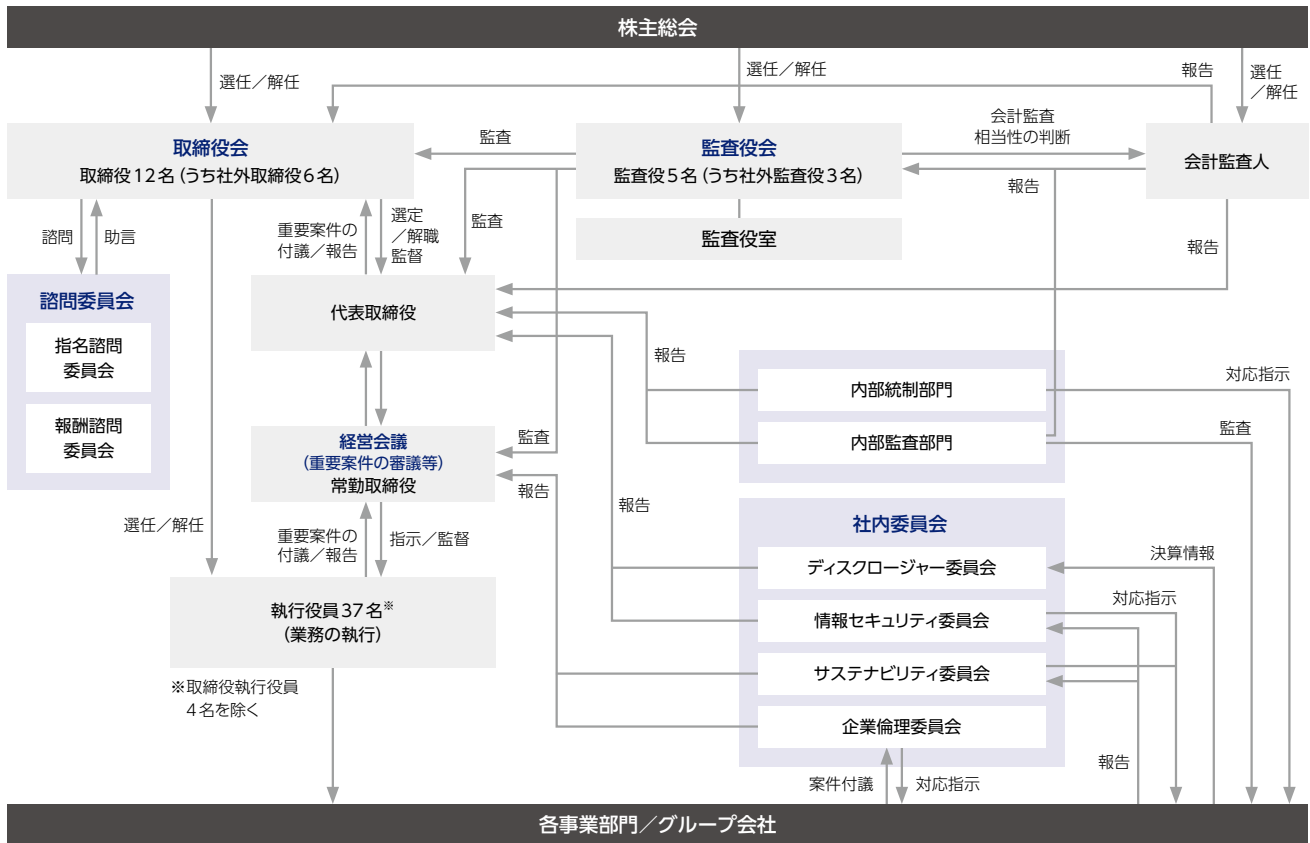 株主総会
選任／解任
選任／解任
報告
選任
／解任
取締役会
取締役12名（うち社外取締役6名）
監査
監査役会
監査役5名（うち社外監査役3名）
会計監査
相当性の判断
報告
会計監査人
諮問
助言
重要案件の
付議／報告
選定
／解職
監督
監査
監査役室
報告
諮問委員会
指名諮問
委員会
報酬諮問
委員会
代表取締役
報告
内部統制部門
対応指示
内部監査部門
監査
経営会議
（重要案件の審議等）
常勤取締役
監査
報告
報告
選任／解任
重要案件の
付議／報告
指示／監督
社内委員会
ディスクロージャー委員会
決算情報
情報セキュリティ委員会
対応指示
サステナビリティ委員会
企業倫理委員会
執行役員37名※
（業務の執行）
※取締役執行役員
4名を除く
案件付議
対応指示
報告
各事業部門／グループ会社